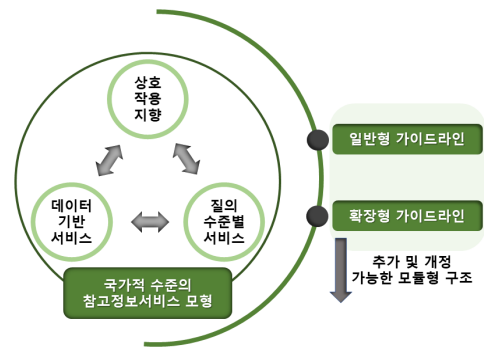 상호
작용
지향
데이터
기반
서비스
질의
수준별
서비스
국가적 수준의
참고정보서비스 모형
일반형 가이드라인
확장형 가이드라인
추가 및 개정
가능한 모듈형 구조